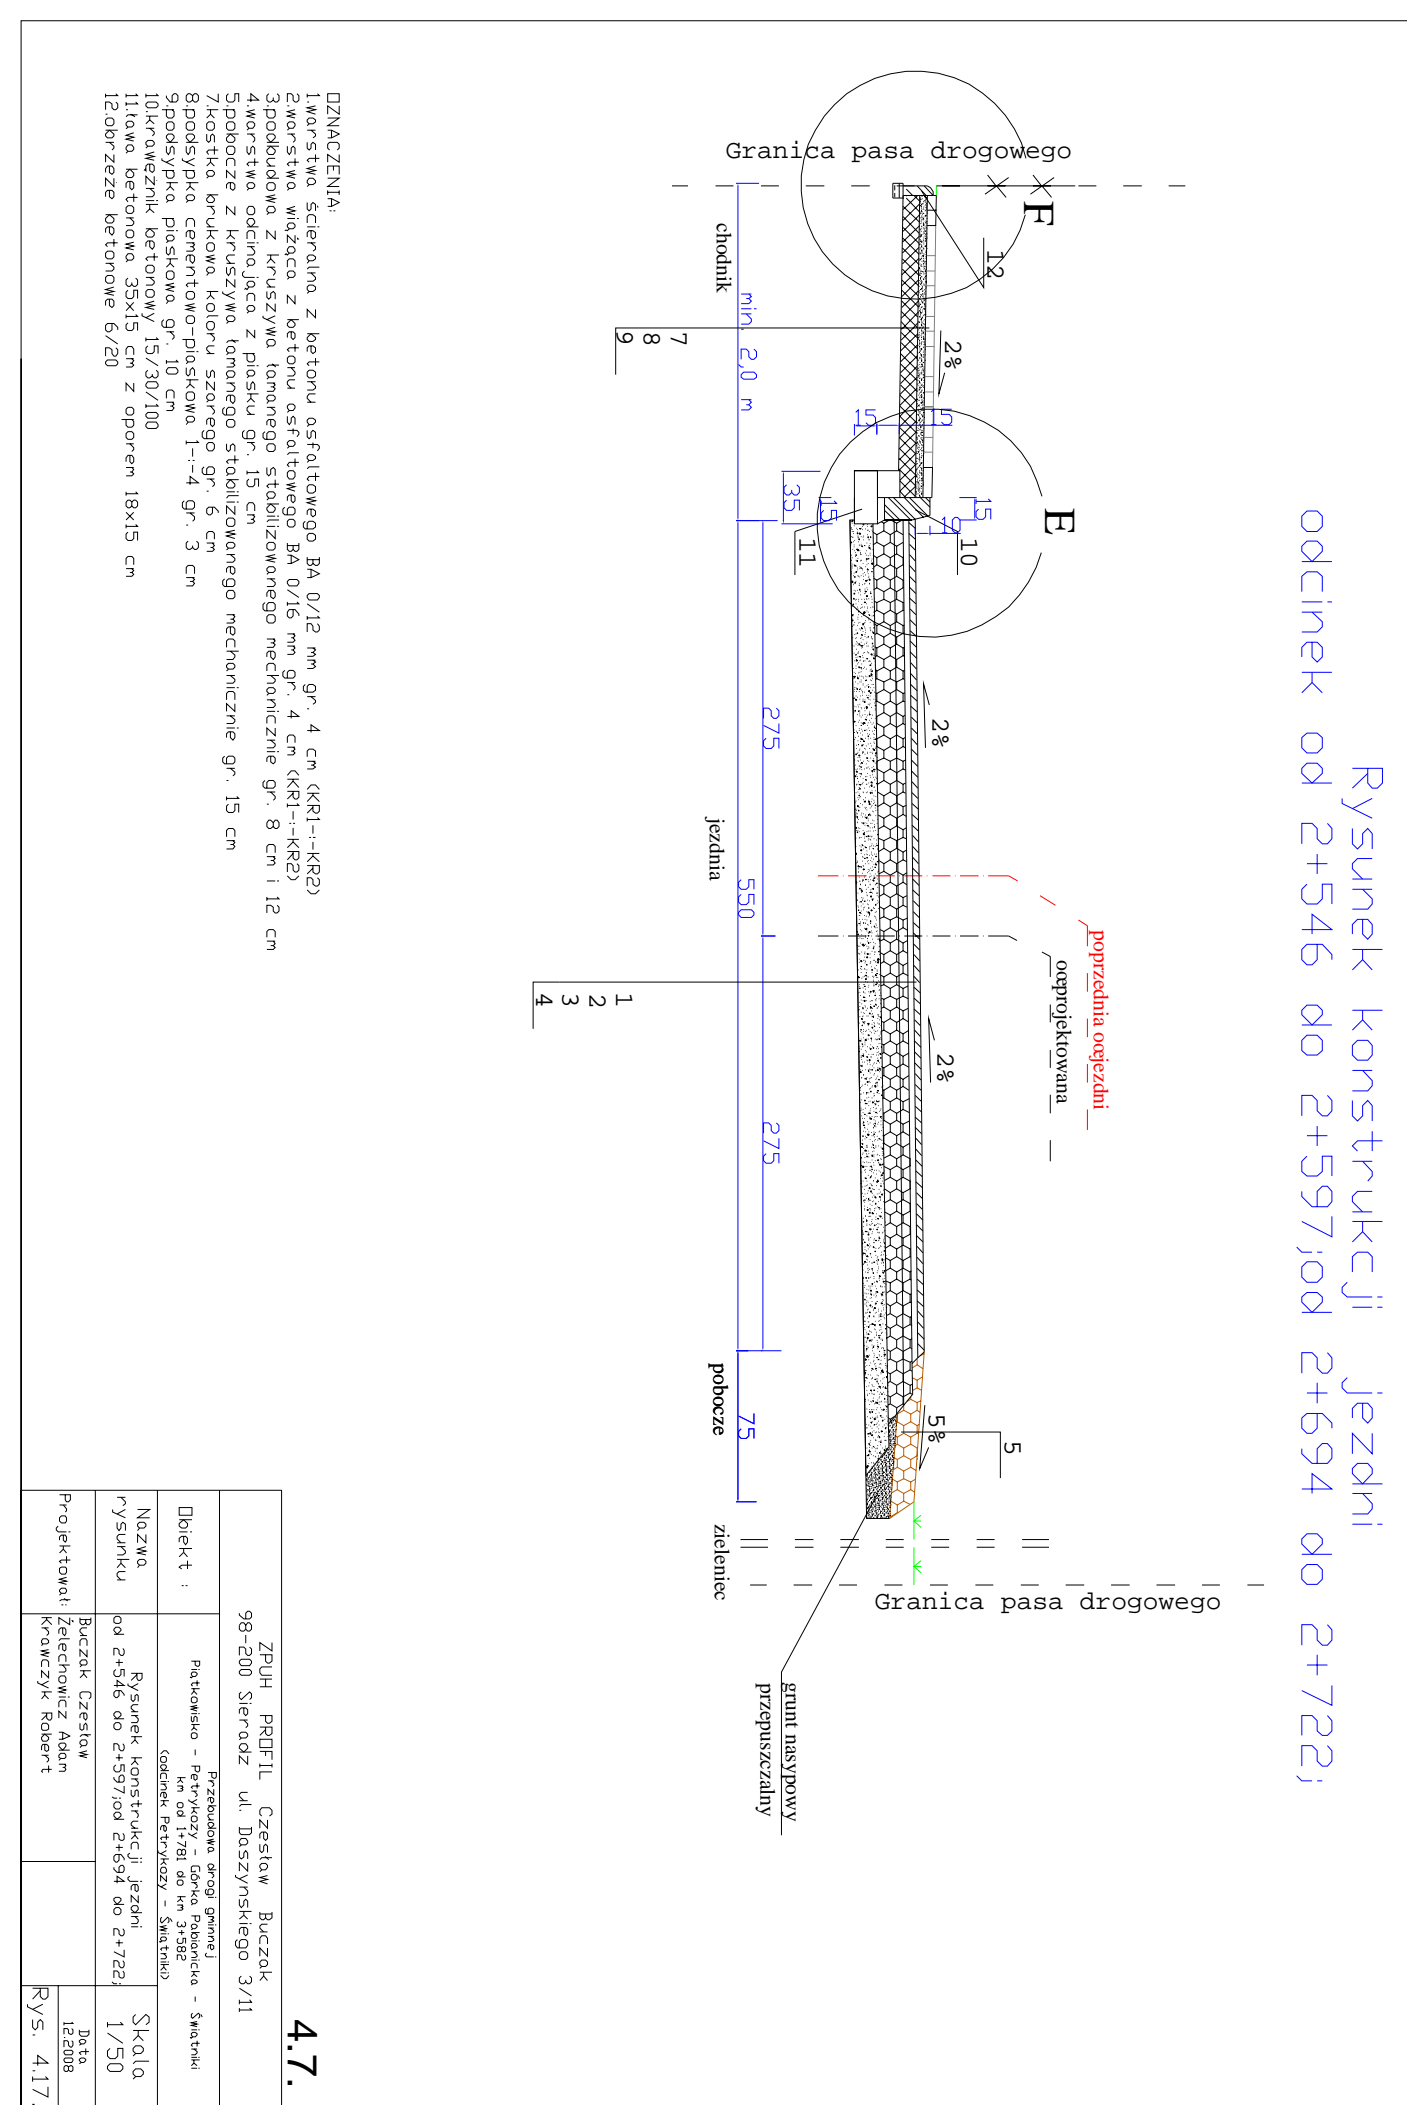 Rysunek konstrukcji jezdni
odcinek od 2+546 do 2+597;od 2+694 do 2+722;
Granica pasa drogowego
F
12
2%
chodnik
min. 2,0 m
7
8
9
15
15
E
15
10
35
15
10
11
275
2%
jezdnia
550
poprzednia oœjezdni
oœprojektowana
1
2
3
4
2%
275
pobocze
75
5%
5
zieleniec
Granica pasa drogowego
grunt nasypowy
przepuszczalny
OZNACZENIA:
1.warstwa ścieralna z betonu asfaltowego BA 0/12 mm gr. 4 cm (KR1-:-KR2)
2.warstwa wiążąca z betonu asfaltowego BA 0/16 mm gr. 4 cm (KR1-:-KR2)
3.podbudowa z kruszywa łamanego stabilizowanego mechanicznie gr. 8 cm i 12 cm
4.warstwa odcinająca z piasku gr. 15 cm
5.pobocze z kruszywa łamanego stabilizowanego mechanicznie gr. 15 cm
7.kostka brukowa koloru szarego gr. 6 cm
8.podsypka cementowo-piaskowa 1-:-4 gr. 3 cm
9.podsypka piaskowa gr. 10 cm
10.krawężnik betonowy 15/30/100
11.ława betonowa 35x15 cm z oporem 18x15 cm
12.obrzeże betonowe 6/20
4.7.
ZPUH PROFIL Czesław Buczak
98-200 Sieradz ul. Daszynskiego 3/11
Obiekt :
Przebudowa drogi gminnej
Piątkowisko - Petrykozy - Górka Pabianicka - Świątniki
km od 1+781 do km 3+582
(odcinek Petrykozy - Świątniki)
Nazwa
rysunku
Rysunek konstrukcji jezdni
od 2+546 do 2+597;od 2+694 do 2+722;
Skala
1/50
Projektował:
Buczak Czesław
Żelechowicz Adam
Krawczyk Robert
Data
12.2008
Rys. 4.17.